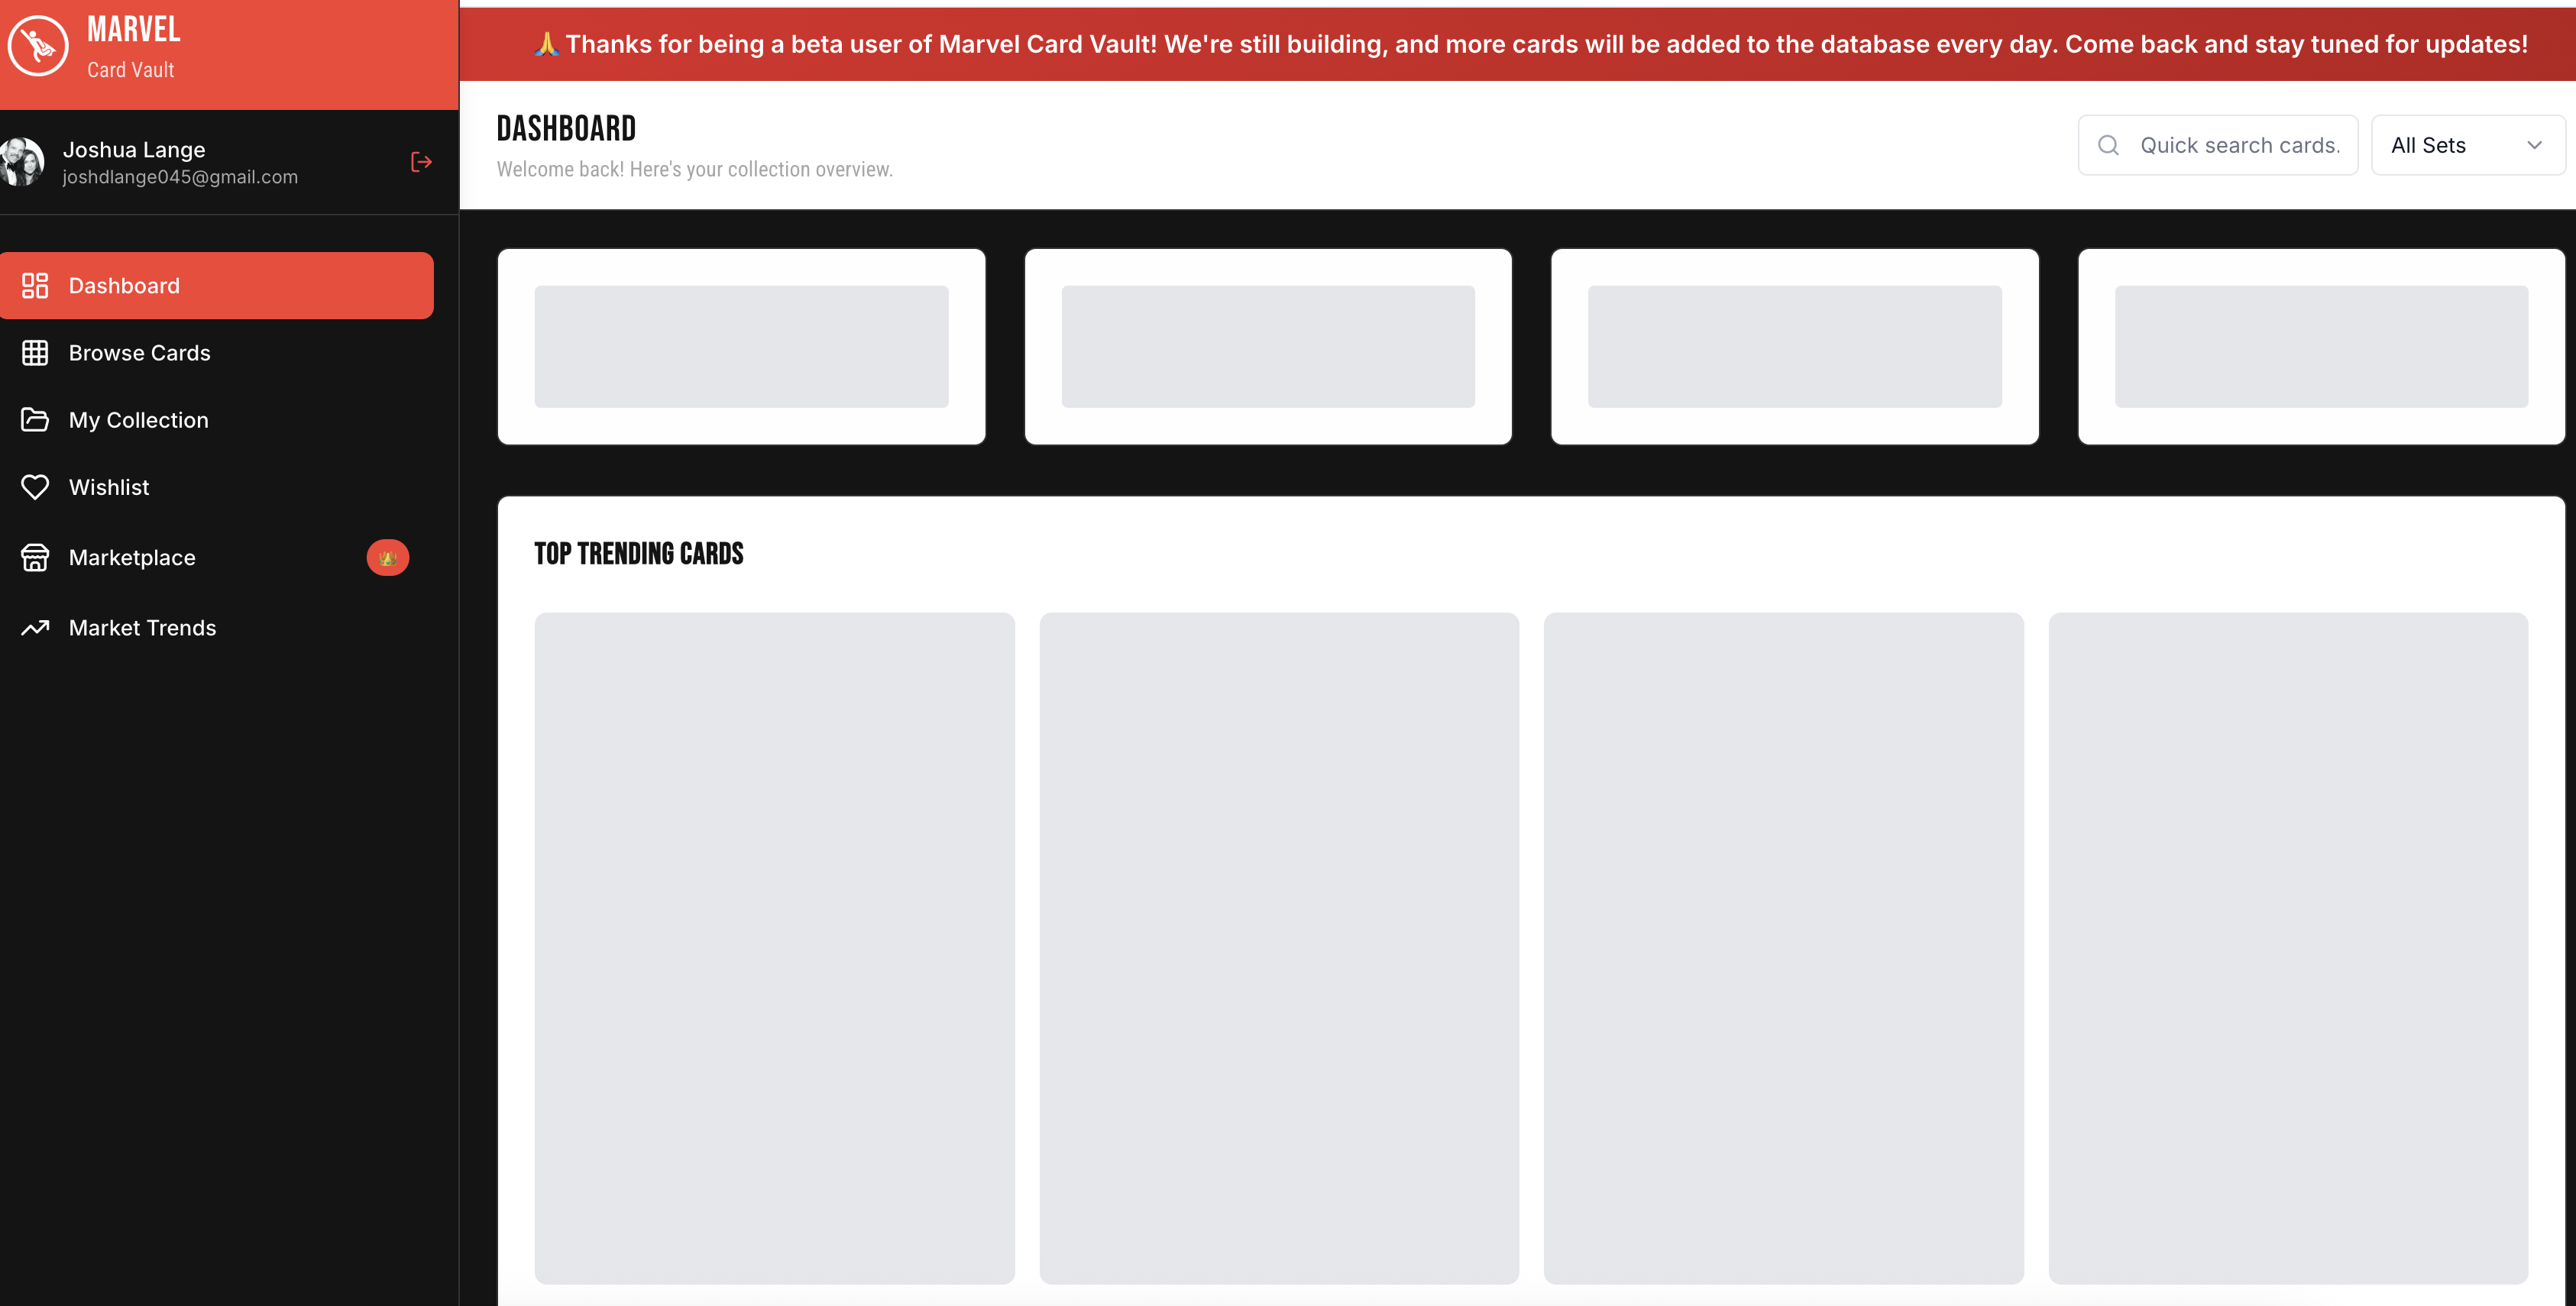 MARVEL
Card Vault
Joshua Lange
joshdlange045@gmail.com
Dashboard
Browse Cards
My Collection
Wishlist
Marketplace
Market Trends
🙏 Thanks for being a beta user of Marvel Card Vault! We're still building, and more cards will be added to the database every day. Come back and stay tuned for updates!
DASHBOARD
Welcome back! Here's your collection overview.
Quick search cards.
All Sets
TOP TRENDING CARDS